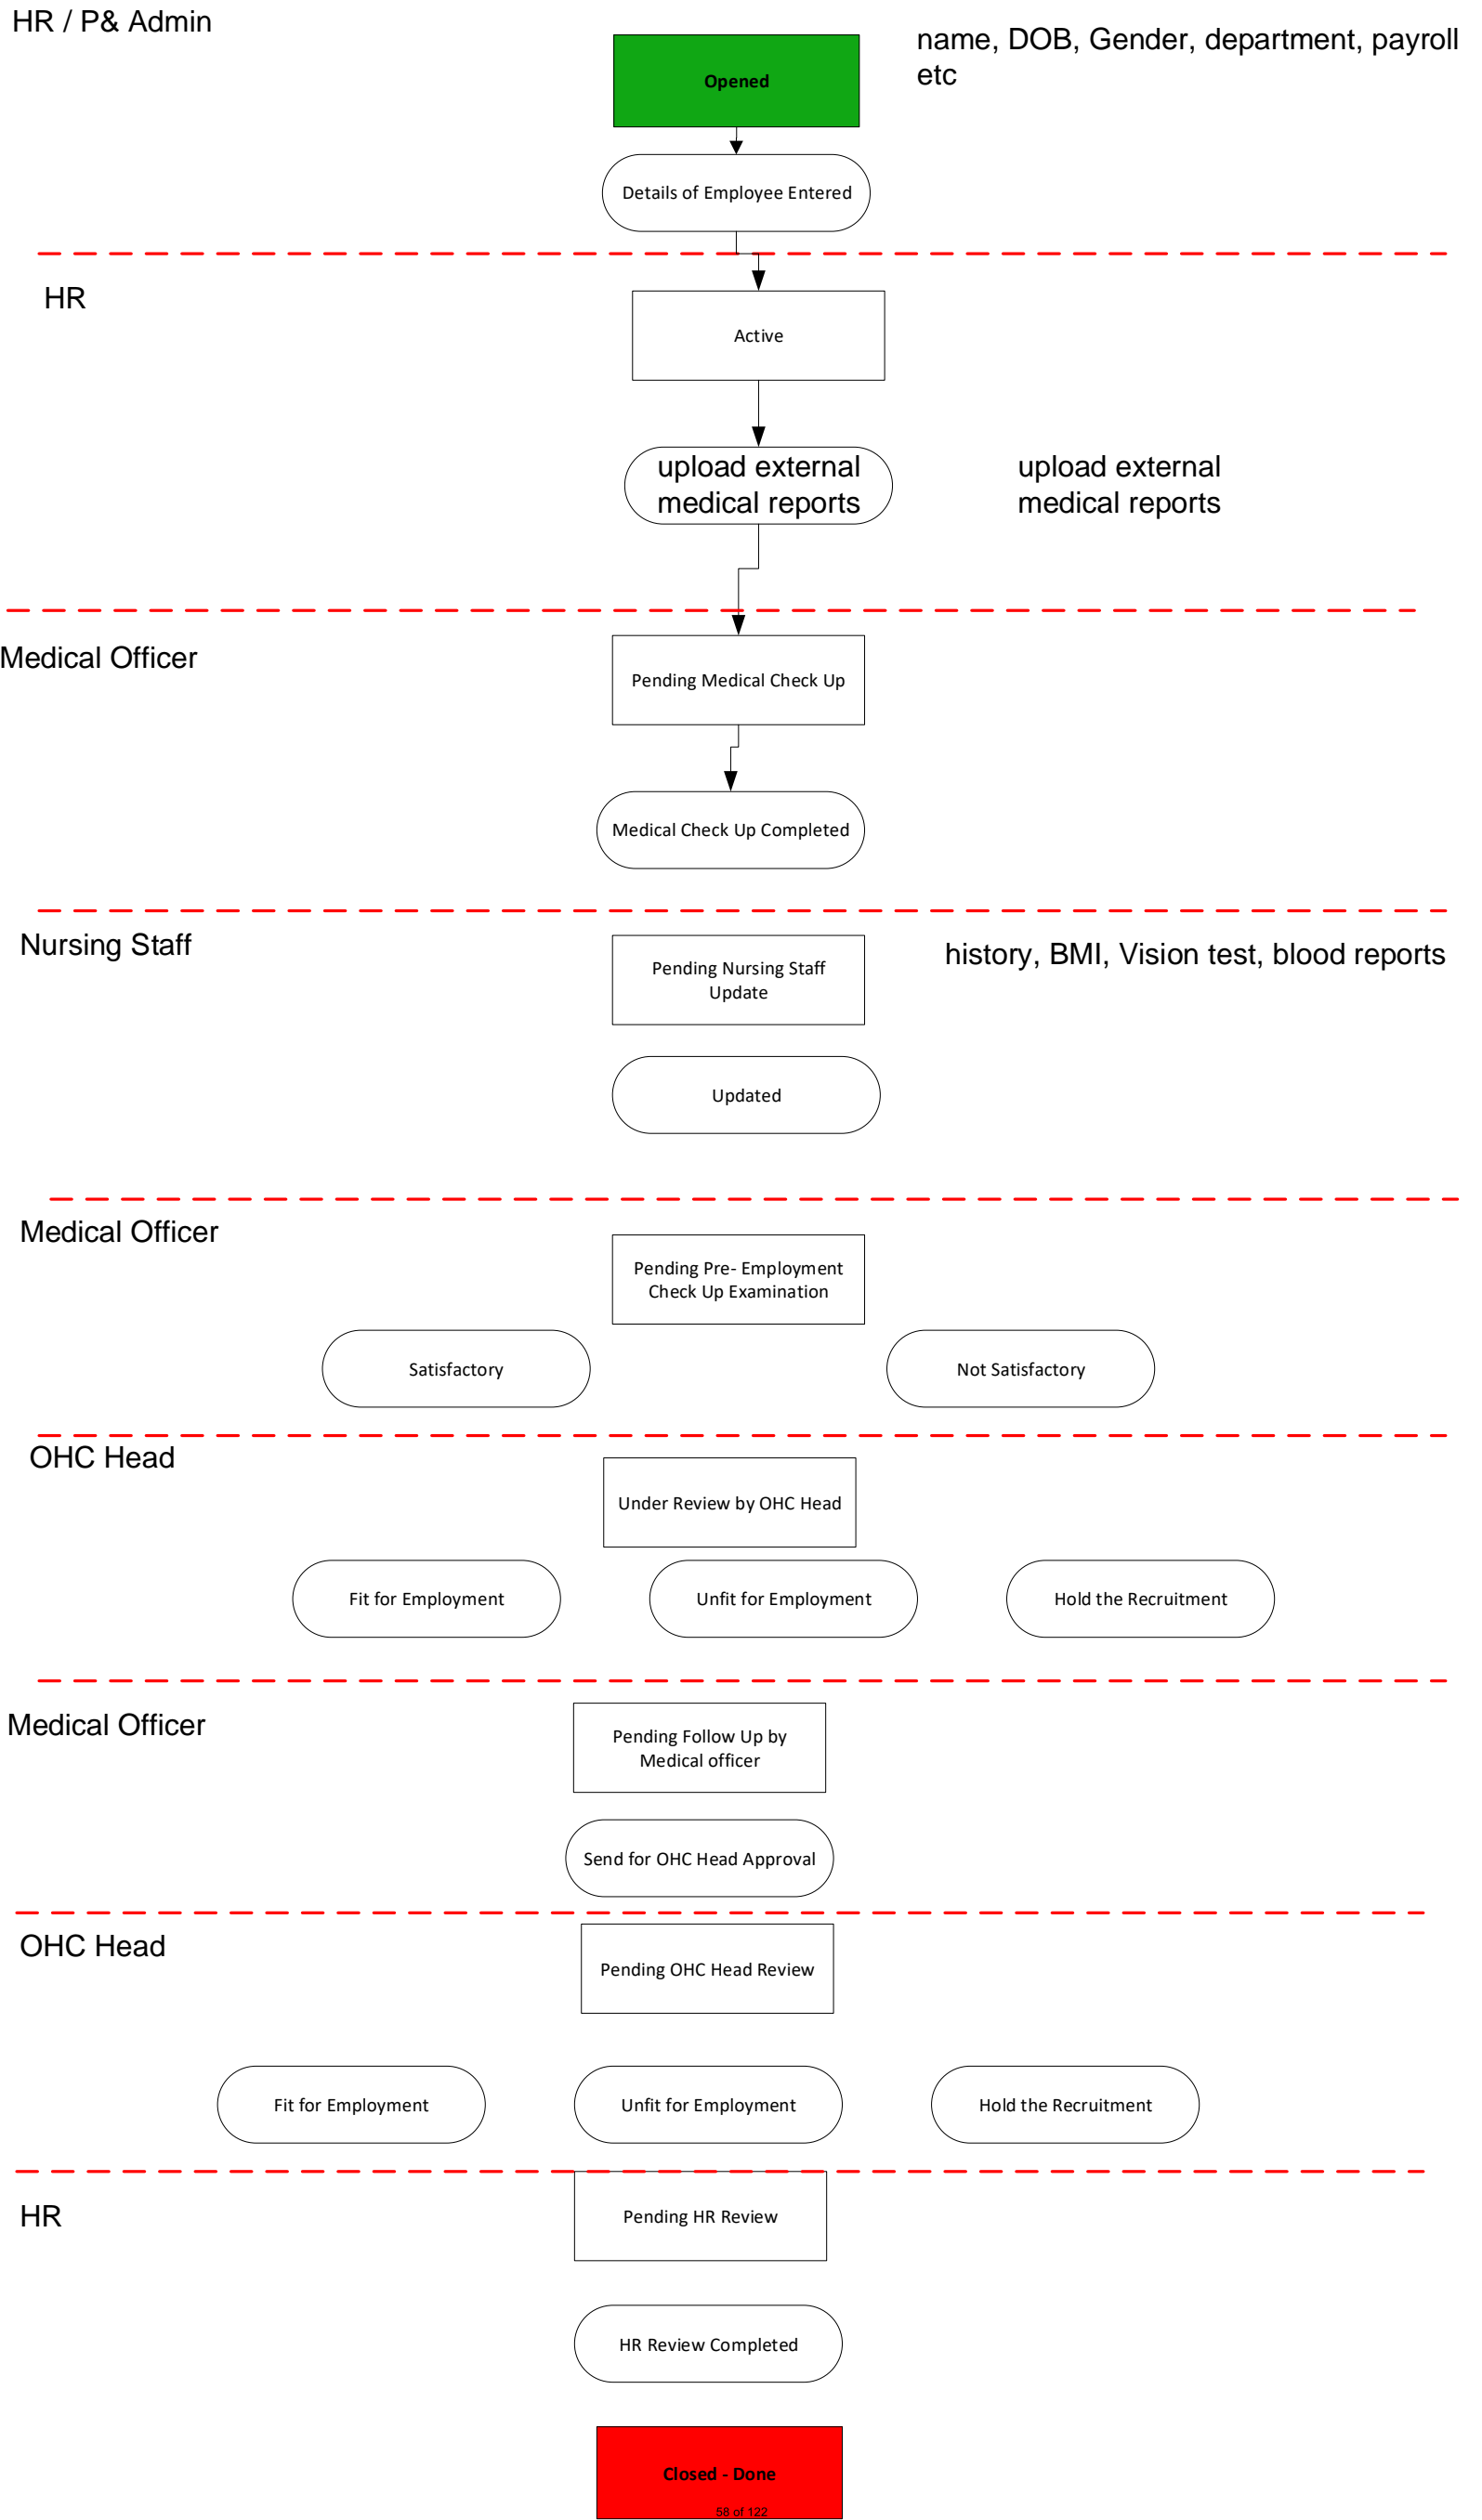 HR / P& Admin
name, DOB, Gender, department, payroll
etc
Opened
Details of Employee Entered
HR
Active
upload external
medical reports
upload external
medical reports
Medical Officer
Pending Medical Check Up
Medical Check Up Completed
Nursing Staff
history, BMI, Vision test, blood reports
Pending Nursing Staff
Update
Updated
Medical Officer
Pending Pre- Employment
Check Up Examination
Satisfactory
Not Satisfactory
OHC Head
Under Review by OHC Head
Fit for Employment
Unfit for Employment
Hold the Recruitment
Medical Officer
Pending Follow Up by
Medical officer
Send for OHC Head Approval
OHC Head
Pending OHC Head Review
Fit for Employment
Unfit for Employment
Hold the Recruitment
HR
Pending HR Review
HR Review Completed
Closed - Done
58 of 122